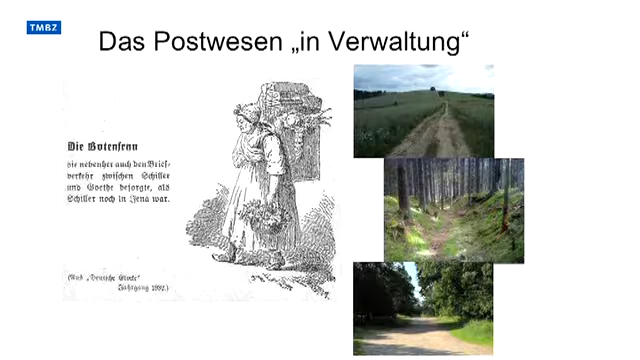 TMBZ
Das Postwesen „in Verwaltung“
Die Botenfrau
die nebenher auch den Brief-
verkehr zwischen Schiller
und Goethe besorgte, als
Schiller noch in Jena war.
(Aus „Deutsche Glocke“
Jahrgang 1932.)